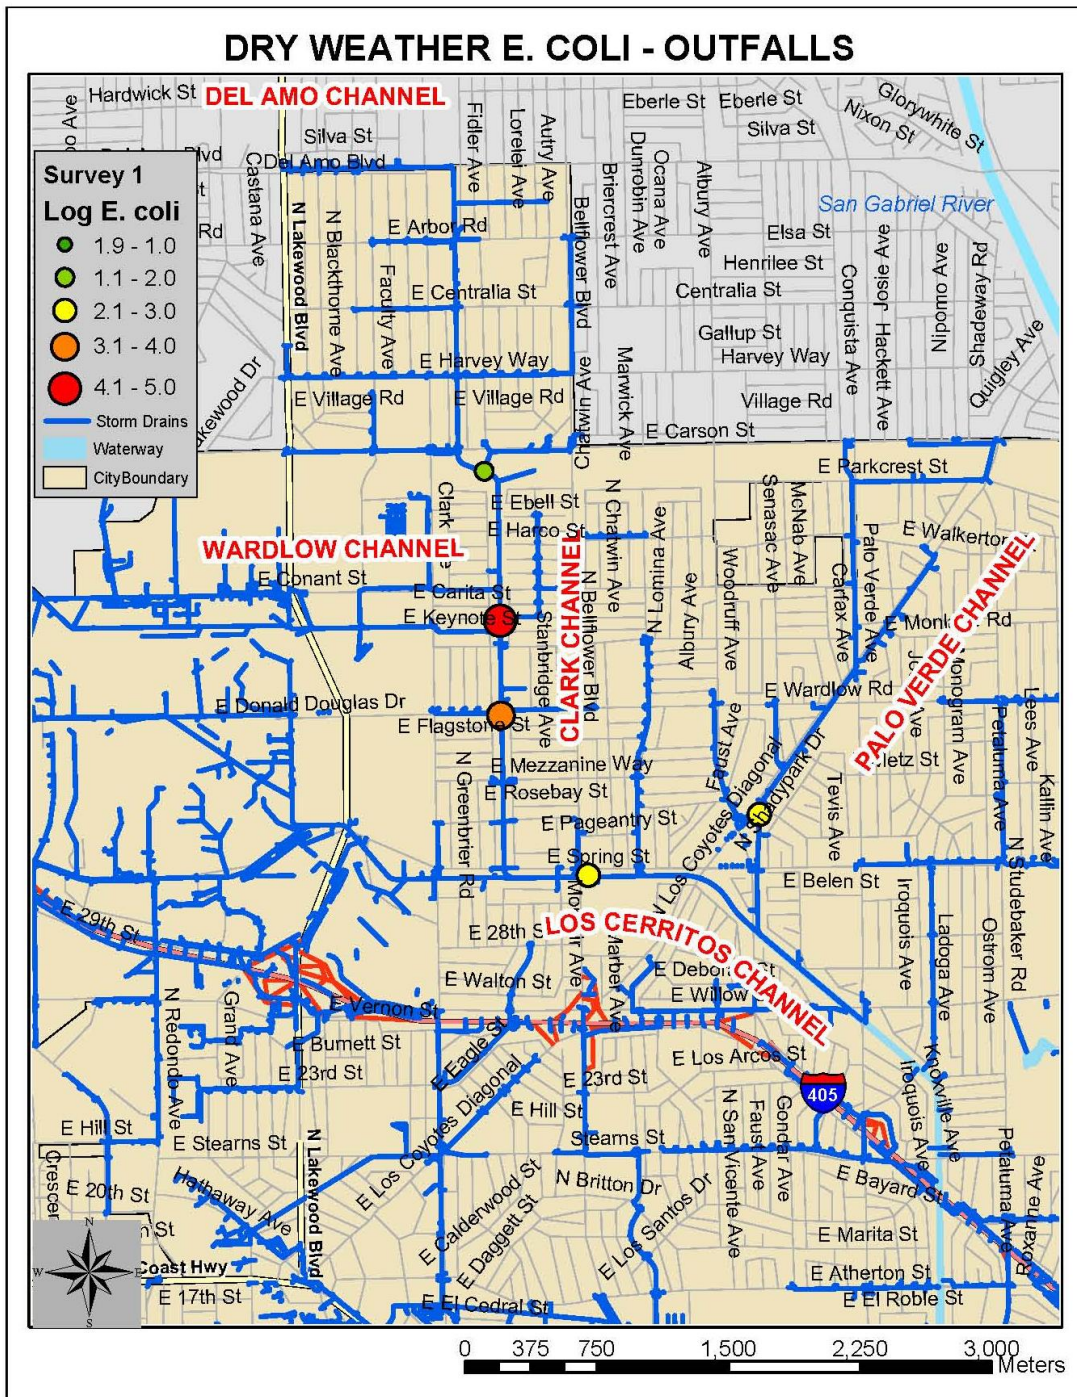 DRY WEATHER E. COLI - OUTFALLS
Hardwick St
DEL AMO CHANNEL
Fidler Ave
Lorelei Ave
Autry Ave
Eberle St
Eberle St
Glorywhite St
Nixon St
Silva St
Silva St
Del Amo Blvd
Castana Ave
Dunrobin Ave
Ocana Ave
Albury Ave
Briercrest Ave
San Gabriel River
Survey 1
Log E. coli
1.9 - 1.0
1.1 - 2.0
2.1 - 3.0
3.1 - 4.0
4.1 - 5.0
Storm Drains
Waterway
CityBoundary
N Lakewood Blvd
N Blackthorne Ave
Faculty Ave
E Arbor Rd
Bellflower Blvd
Elsa St
Henrilee St
E Centralia St
Centralia St
Conquista Ave
Josie Ave
Hackett Ave
Nipomo Ave
Shadeway Rd
Quigley Ave
Gallup St
E Harvey Way
Harvey Way
Chatwin Ave
Marwick Ave
E Village Rd
E Village Rd
Village Rd
E Carson St
E Parkcrest St
Clark
E Ebell St
E Harco St
N Chatwin Ave
N Lomina Ave
Senasac Ave
McNab Ave
Palo Verde Ave
E Walkerton
WARDLOW CHANNEL
CLARK CHANNEL
PALO VERDE CHANNEL
E Conant St
E Carita St
E Keynote St
Stanbridge Ave
N Bellflower Blvd
Albury Ave
Woodruff Ave
Carfax Ave
Rd
E Wardlow Rd
Monogram Ave
Lees Ave
Petaluma Ave
E Donald Douglas Dr
E Flagstone St
Faust Ave
N Los Coyotes Diagonal
N Shadypark Dr
E Mezzanine Way
N Greenbrier Rd
E Rosebay St
E Pageantry St
Tevis Ave
Kallin Ave
N Studebaker Rd
E Spring St
E Belen St
E 29th St
E 28th S
LOS CERRITOS CHANNEL
Marber Ave
Iroquois Ave
Ladoga Ave
Ostrom Ave
E Walton St
E Willow
N Redondo Ave
Grand Ave
E Vernon St
E Burnett St
E Eagle St
E Los Arcos St
405
E 23rd St
E 23rd St
E Los Coyotes Diagonal
E Hill St
E Hill St
N San Vicente Ave
Faust Ave
Gondar Ave
Iroquois Ave
Knoxville Ave
E Stearns St
Stearns St
N Lakewood Blvd
Petaluma Ave
Roxanne Ave
Crescen
E 20th St
Hathaway Ave
E Calderwood St
E Daggett St
N Britton Dr
E Los Santos Dr
E Bayard St
E Marita St
Coast Hwy
E Atherton St
E 17th St
E El Cedral St
E El Roble St
N
W
E
S
0 375 750 1,500 2,250 3,000
Meters